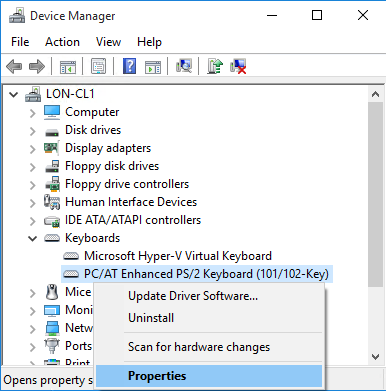 Device Manager
File Action View Help
LON-CL1
Computer
Disk drives
Display adapters
Floppy disk drives
Floppy drive controllers
Human Interface Devices
IDE ATA/ATAPI controllers
Keyboards
Microsoft Hyper-V Virtual Keyboard
PC/AT Enhanced PS/2 Keyboard (101/102-Key)
Mice
Update Driver Software...
Moni
Uninstall
Netw
Ports
Scan for hardware changes
Print
Properties
Opens property s